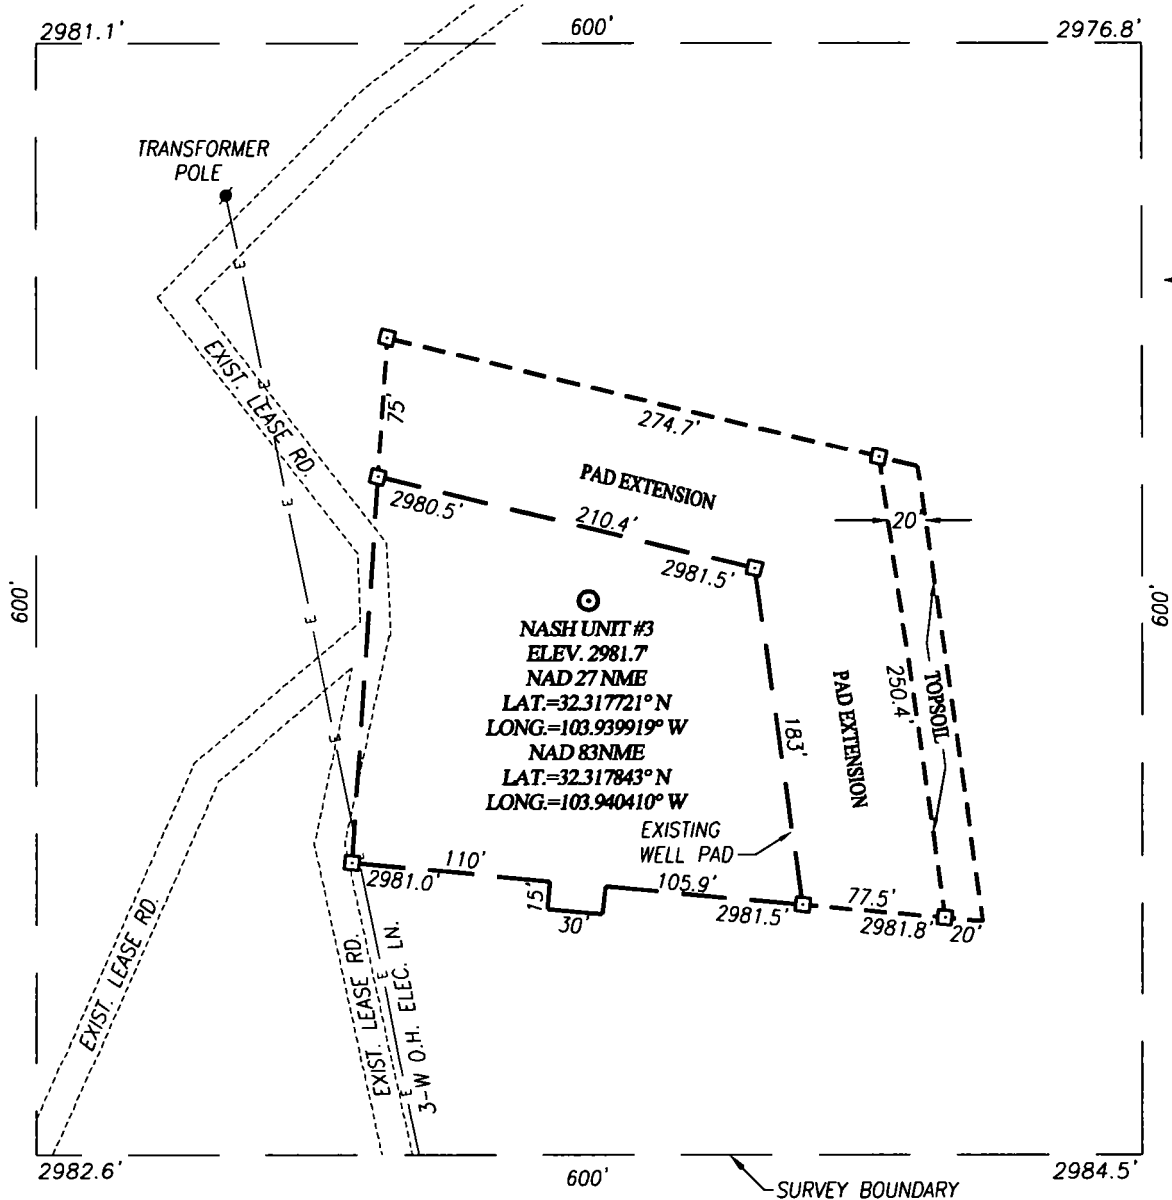 2981.1'
600'
2976.8'
TRANSFORMER
POLE
E
EXIST. LEASE RD.
E
E
75'
274.7'
PAD EXTENSION
2980.5'
210.4'
2981.5'
20'
600'
600'
E
NASH UNIT #3
ELEV. 2981.7'
NAD 27 NME
LAT.=32.317721° N
LONG.=103.939919° W
NAD 83NME
LAT.=32.317843° N
LONG.=103.940410° W
E
183'
PAD EXTENSION
250.4'
TOPSOIL
EXISTING
WELL PAD
110'
2981.0'
15'
30'
105.9'
2981.5'
77.5'
2981.8'
20'
EXIST. LEASE RD.
EXIST. LEASE RD.
E
E
3-W O.H. ELEC. LN.
2982.6'
600'
2984.5'
SURVEY BOUNDARY